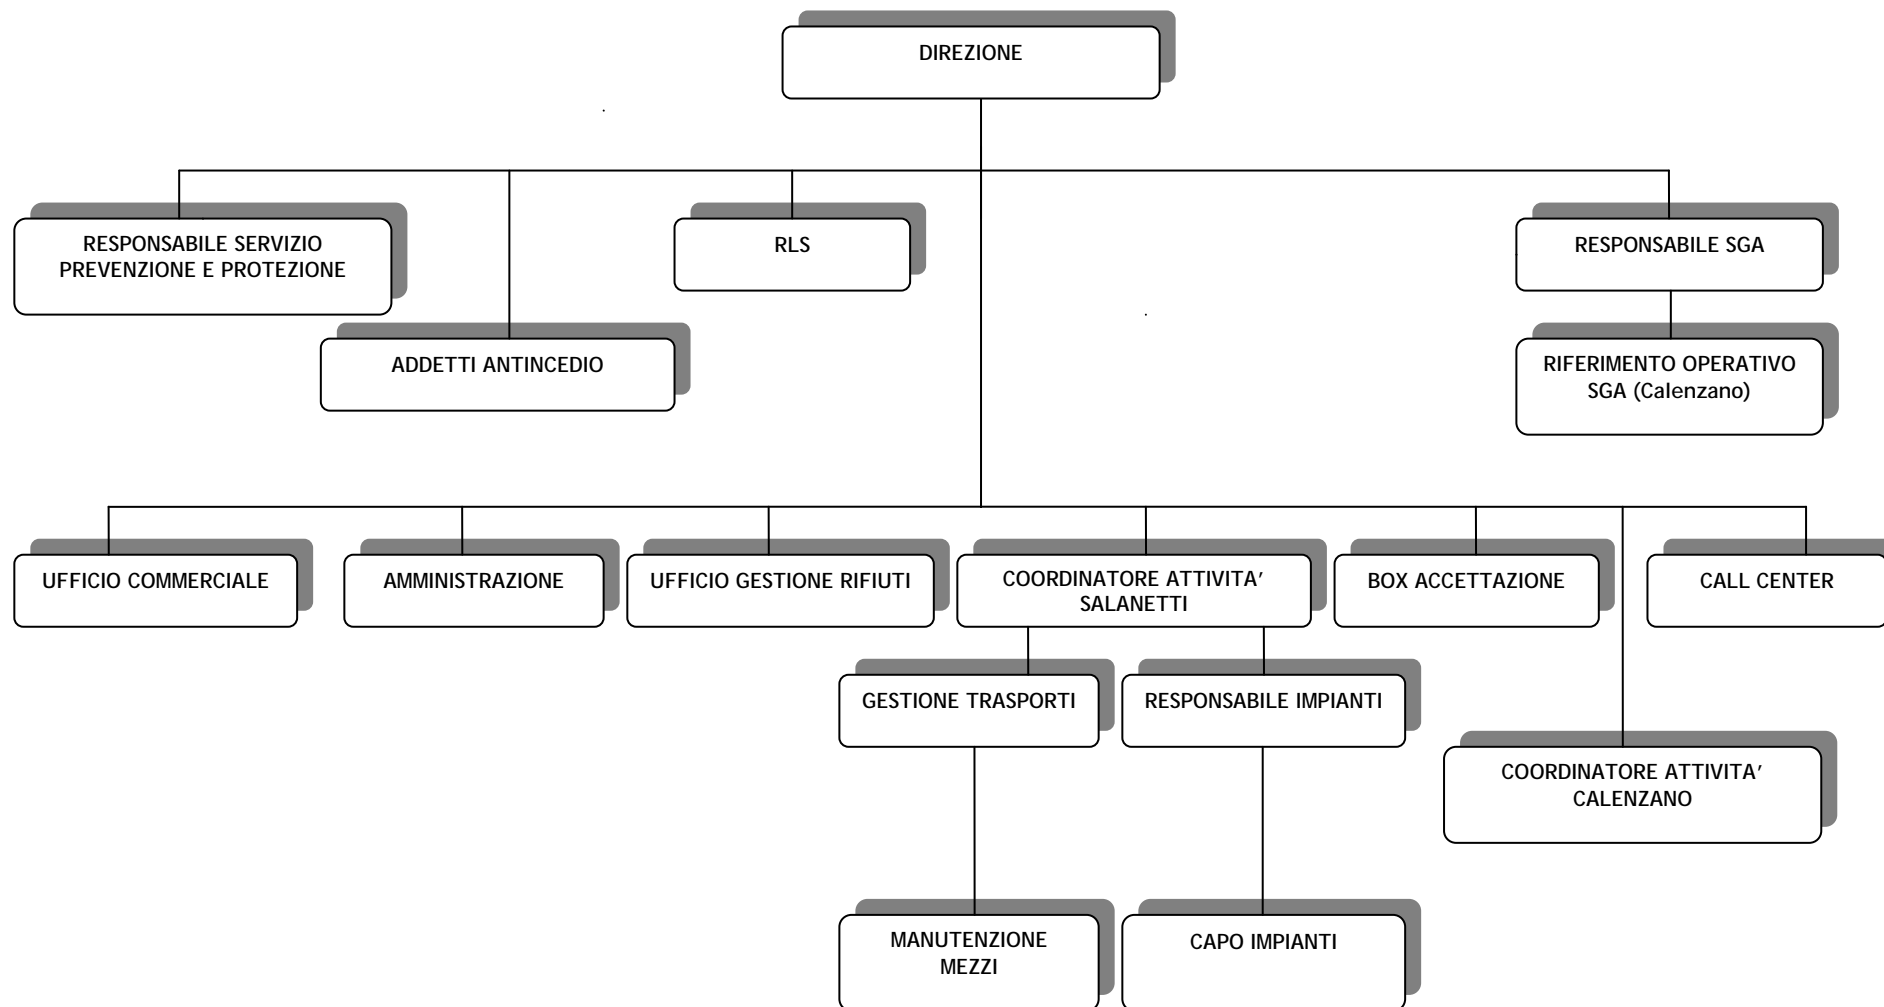 DIREZIONE
RESPONSABILE SERVIZIO
PREVENZIONE E PROTEZIONE
RLS
RESPONSABILE SGA
ADDETTI ANTINCEDIO
RIFERIMENTO OPERATIVO
SGA (Calenzano)
UFFICIO COMMERCIALE
AMMINISTRAZIONE
UFFICIO GESTIONE RIFIUTI
COORDINATORE ATTIVITA’
SALANETTI
BOX ACCETTAZIONE
CALL CENTER
GESTIONE TRASPORTI
RESPONSABILE IMPIANTI
COORDINATORE ATTIVITA’
CALENZANO
MANUTENZIONE
MEZZI
CAPO IMPIANTI